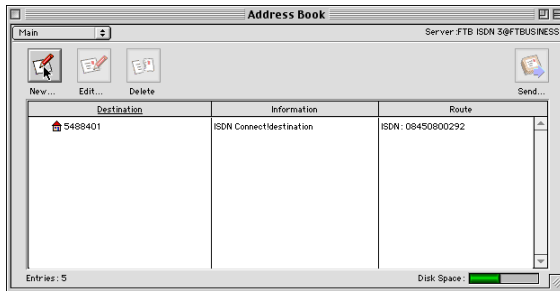 Address Book
Main
Server:FTB ISDN 3@FTBUSINESS
New...
Edit...
Delete
Send...
Destination
Information
Route
5488401
ISDN Connect!destination
ISDN: 08450800292
Entries: 5
Disk Space: